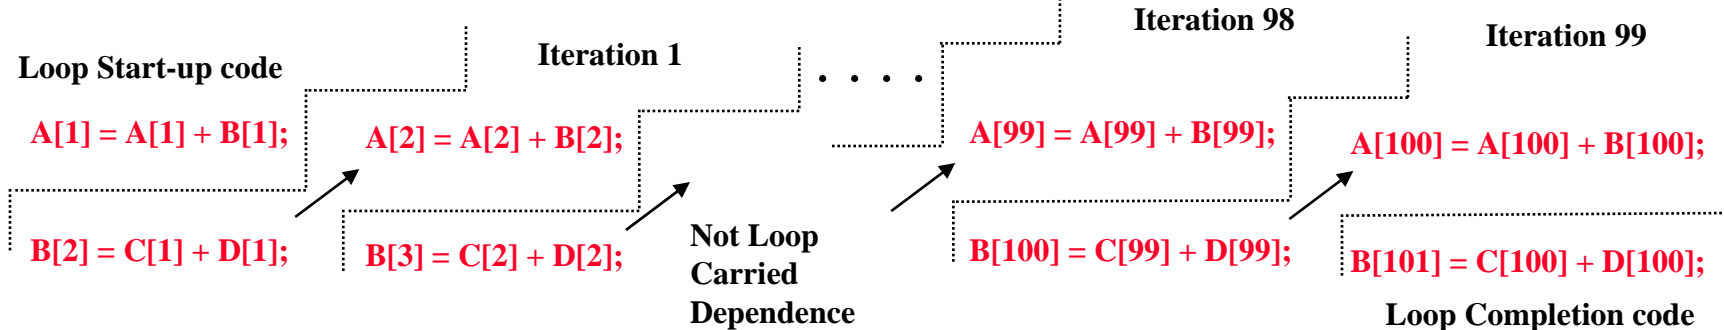 Loop Start-up code
Iteration 1
. . . .
Iteration 98
Iteration 99
A[1] = A[1] + B[1];
A[2] = A[2] + B[2];
A[99] = A[99] + B[99];
A[100] = A[100] + B[100];
B[2] = C[1] + D[1];
B[3] = C[2] + D[2];
Not Loop
Carried
Dependence
B[100] = C[99] + D[99];
B[101] = C[100] + D[100];
Loop Completion code